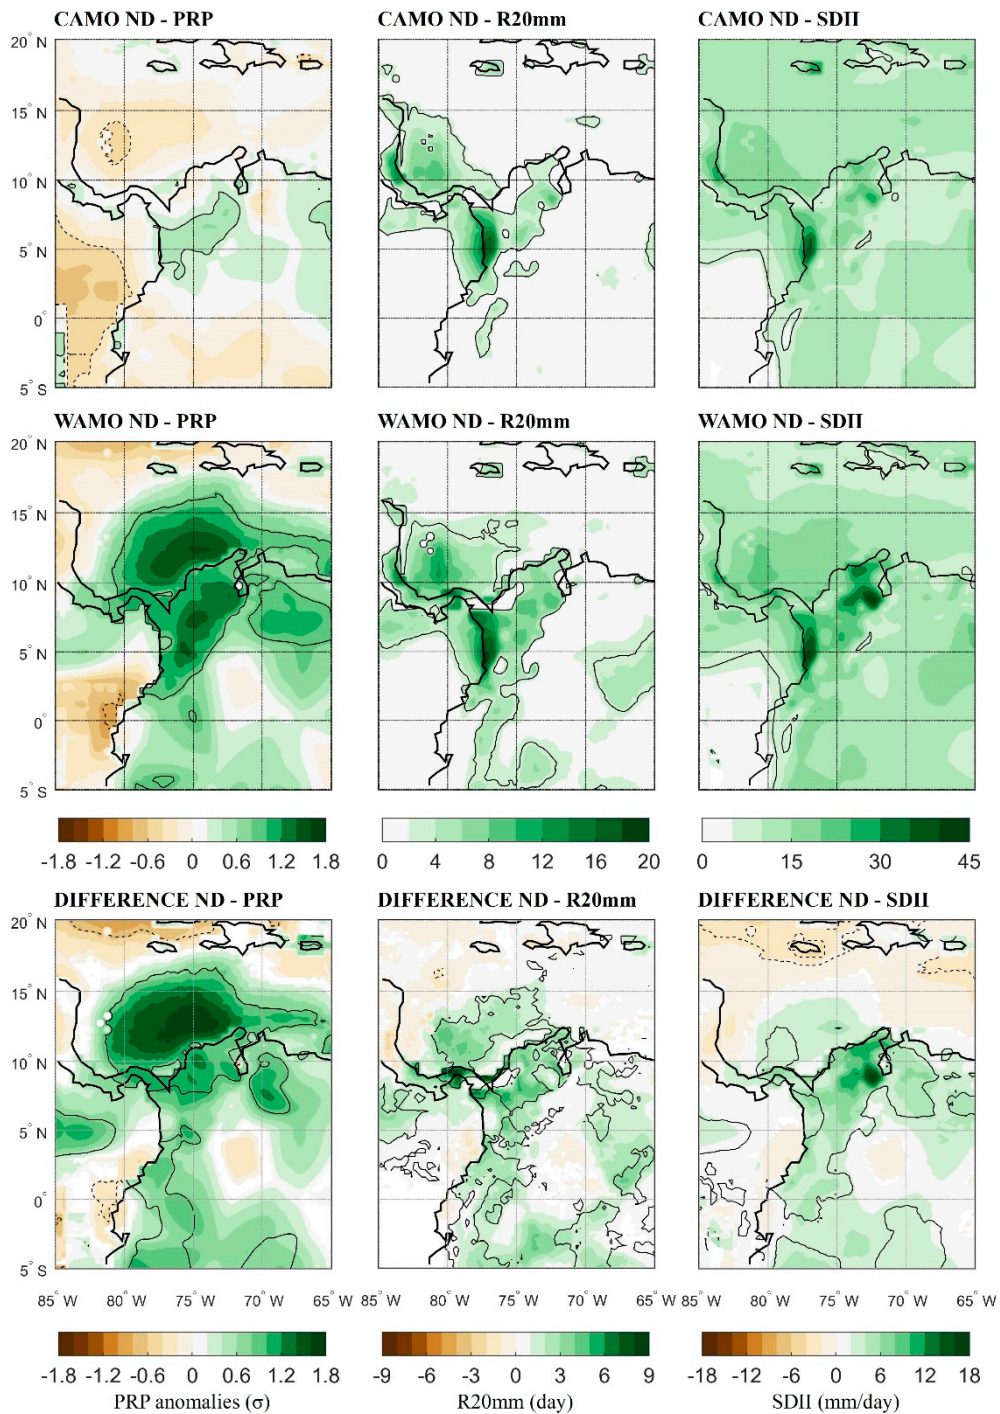 CAMO ND - PRP CAMO ND - R20mm CAMO ND - SDII
20° N
15° N
10° N
5° N
0°
5° S
WAMO ND - PRP WAMO ND - R20mm WAMO ND - SDII
20° N
15° N
10° N
5° N
0°
5° S
-1.8 -1.2 -0.6 0 0.6 1.2 1.8 0 4 8 12 16 20 0 15 30 45
DIFFERENCE ND - PRP DIFFERENCE ND - R20mm DIFFERENCE ND - SDII
20° N
15° N
10° N
5° N
0°
5° S
85° W 80° W 75° W 70° W 65° W 85° W 80° W 75° W 70° W 65° W 85° W 80° W 75° W 70° W 65° W
-1.8 -1.2 -0.6 0 0.6 1.2 1.8 -9 -6 -3 0 3 6 9 -18 -12 -6 0 6 12 18
PRP anomalies (σ) R20mm (day) SDII (mm/day)